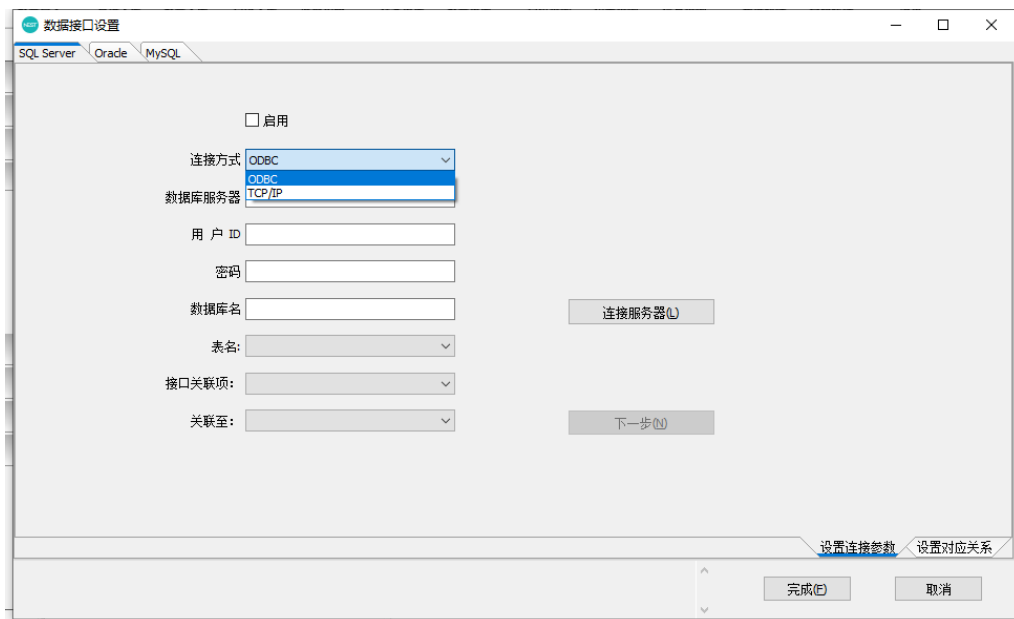 数据接口设置
SQL Server Oracle MySQL
启用
连接方式 ODBC
ODBC
数据库服务器 TCP/IP
用 户 ID
密码
数据库名
连接服务器(L)
表名:
接口关联项：
关联至：
下一步(N)
设置连接参数 设置对应关系
完成(F) 取消